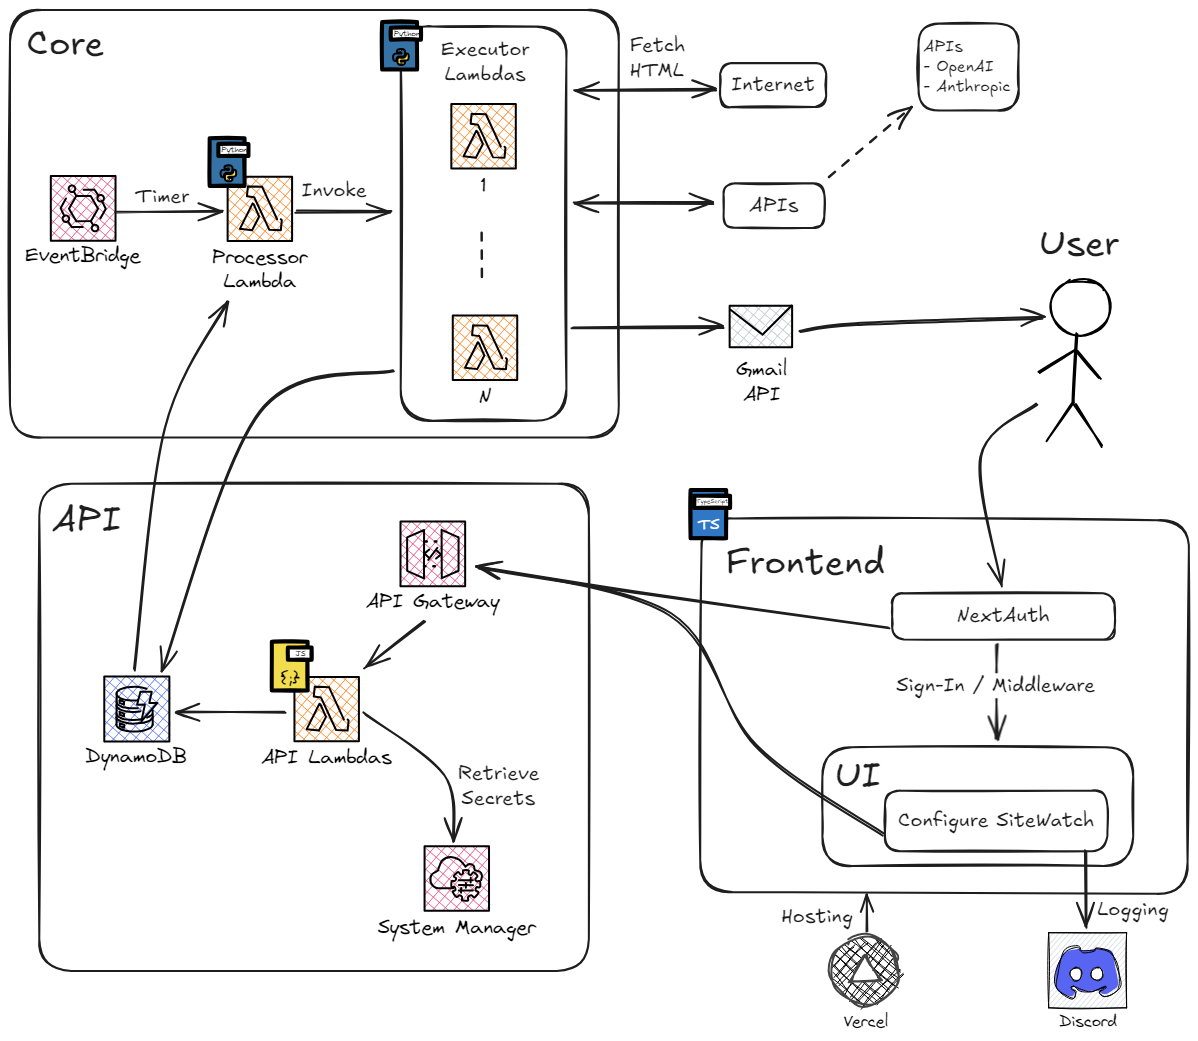 Core
Python
Executor
Lambdas
Fetch
HTML
Internet
APIs
- OpenAI
- Anthropic
Python
1
Timer
Invoke
APIs
EventBridge
Processor
Lambda
User
N
Gmail
API
API
TypeScript
TS
Frontend
API Gateway
NextAuth
JS
{;}
Sign-In / Middleware
DynamoDB
API Lambdas
Retrieve
Secrets
UI
Configure SiteWatch
System Manager
Hosting
Logging
Vercel
Discord